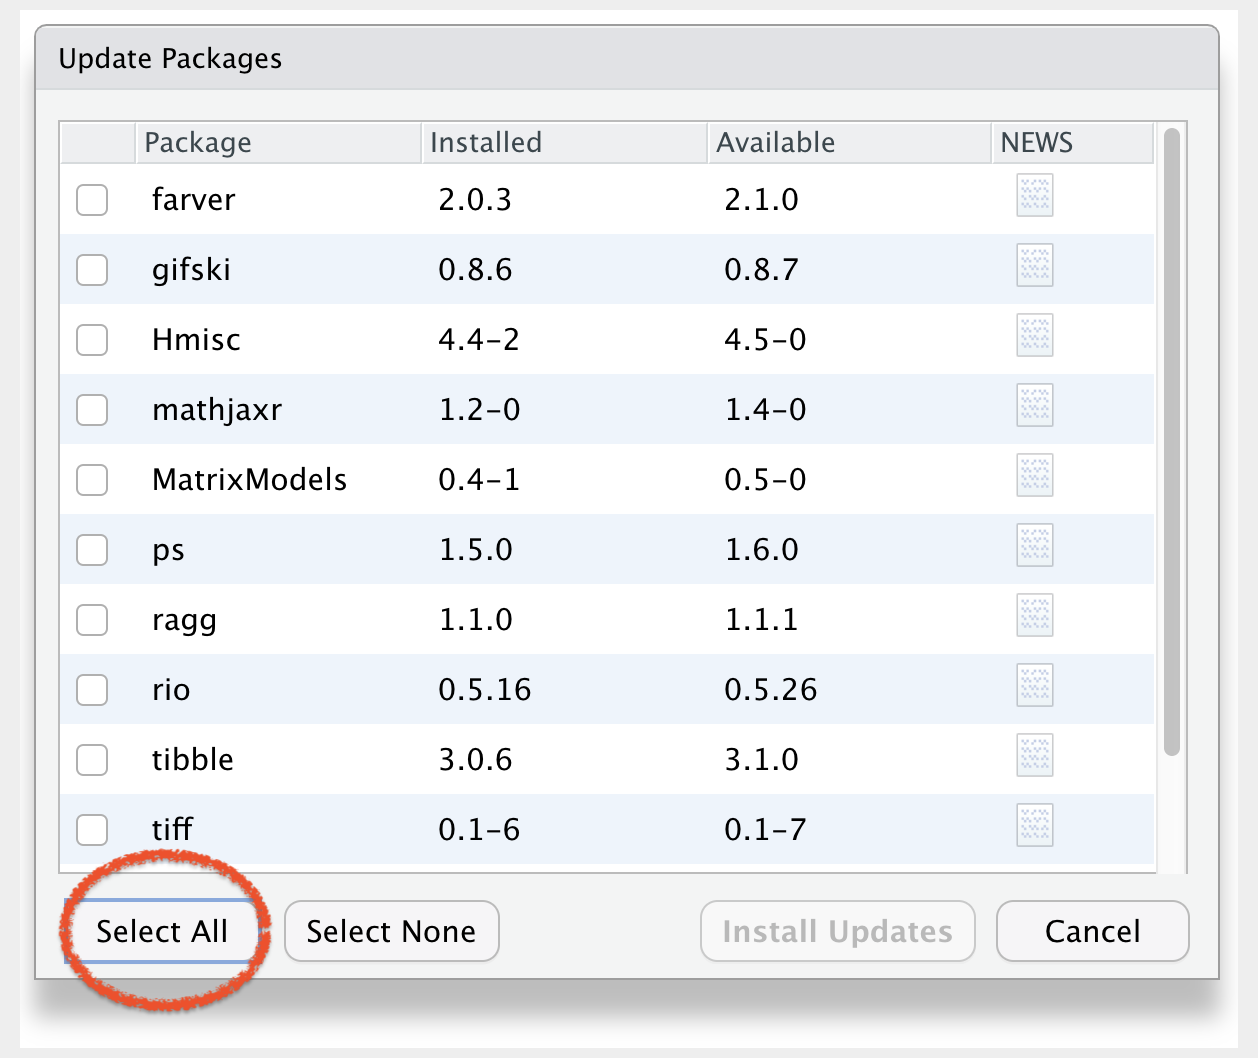 Update Packages
Package Installed Available NEWS
farver 2.0.3 2.1.0
gifski 0.8.6 0.8.7
Hmisc 4.4-2 4.5-0
mathjaxr 1.2-0 1.4-0
MatrixModels 0.4-1 0.5-0
ps 1.5.0 1.6.0
ragg 1.1.0 1.1.1
rio 0.5.16 0.5.26
tibble 3.0.6 3.1.0
tiff 0.1-6 0.1-7
Select All Select None Install Updates Cancel